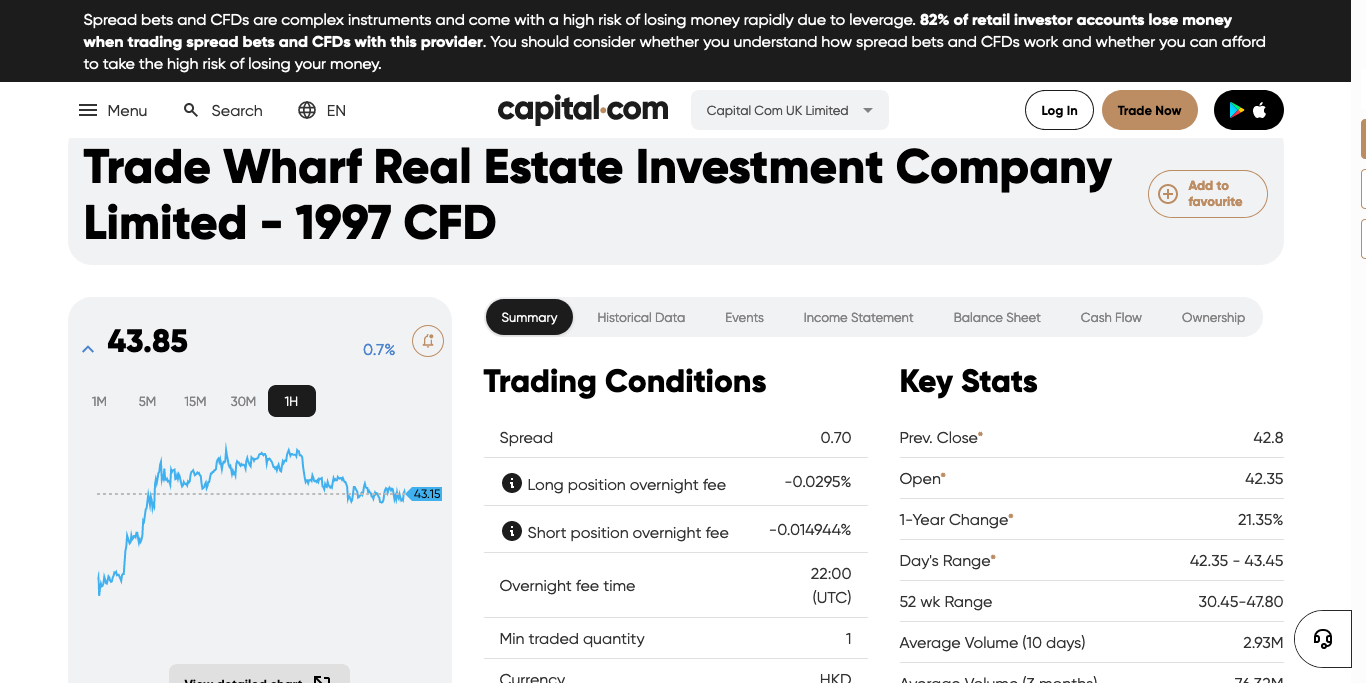 Spread bets and CFDs are complex instruments and come with a high risk of losing money rapidly due to leverage. 82% of retail investor accounts lose money
when trading spread bets and CFDs with this provider. You should consider whether you understand how spread bets and CFDs work and whether you can afford
to take the high risk of losing your money.
Menu Search EN capital.com Capital Com UK Limited Log In Trade Now
Trade Wharf Real Estate Investment Company
Limited - 1997 CFD
Add to
favourite
43.85 0.7%
1M 5M 15M 30M 1H
43.15
View detailed chart
Summary Historical Data Events Income Statement Balance Sheet Cash Flow Ownership
Trading Conditions
Spread 0.70
Long position overnight fee -0.0295%
Short position overnight fee -0.014944%
Overnight fee time 22:00
(UTC)
Min traded quantity 1
Currency HKD
Key Stats
Prev. Close* 42.8
Open* 42.35
1-Year Change* 21.35%
Day's Range* 42.35 - 43.45
52 wk Range 30.45-47.80
Average Volume (10 days) 2.93M
Average Volume (3 months) 76.32M